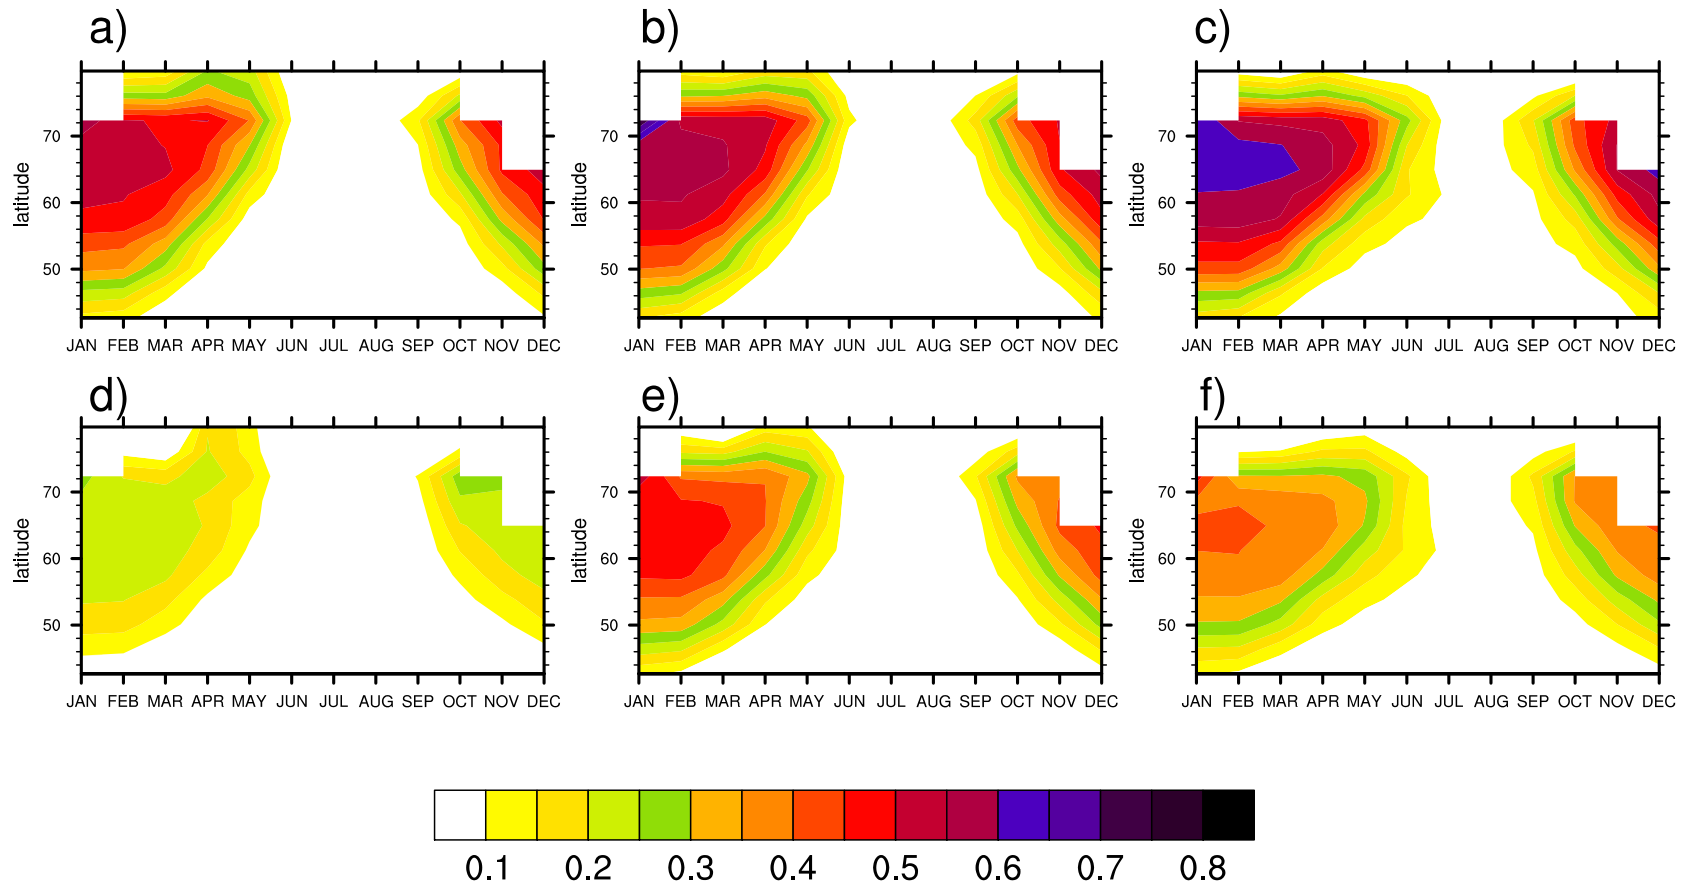 a) b) c)
latitude 70 60 50 latitude 70 60 50 latitude 70 60 50
JAN FEB MAR APR MAY JUN JUL AUG SEP OCT NOV DEC JAN FEB MAR APR MAY JUN JUL AUG SEP OCT NOV DEC JAN FEB MAR APR MAY JUN JUL AUG SEP OCT NOV DEC
d) e) f)
latitude 70 60 50 latitude 70 60 50 latitude 70 60 50
JAN FEB MAR APR MAY JUN JUL AUG SEP OCT NOV DEC JAN FEB MAR APR MAY JUN JUL AUG SEP OCT NOV DEC JAN FEB MAR APR MAY JUN JUL AUG SEP OCT NOV DEC
0.1 0.2 0.3 0.4 0.5 0.6 0.7 0.8